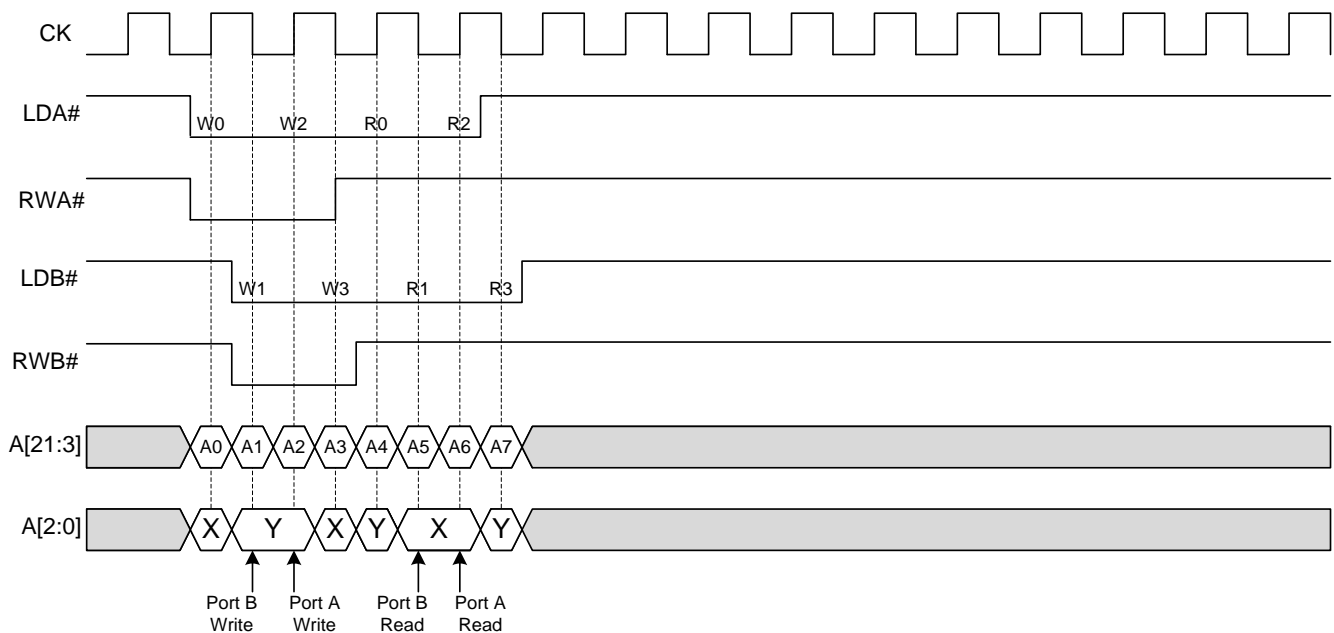 CK
LDA#
W0 W2 R0 R2
RWA#
LDB#
W1 W3 R1 R3
RWB#
A[21:3]
A0 A1 A2 A3 A4 A5 A6 A7
A[2:0]
X Y X Y X Y
Port B
Write
Port A
Write
Port B
Read
Port A
Read